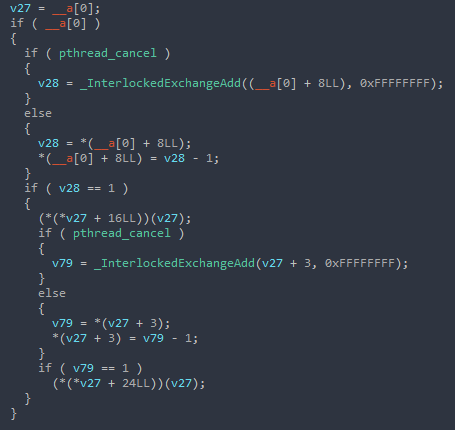 v27 = __a[0];
if ( __a[0] )
{
  if ( pthread_cancel )
  {
    v28 = _InterlockedExchangeAdd((__a[0] + 8LL), 0xFFFFFFFF);
  }
  else
  {
    v28 = *(__a[0] + 8LL);
    *(__a[0] + 8LL) = v28 - 1;
  }
  if ( v28 == 1 )
  {
    (*(*v27 + 16LL))(v27);
    if ( pthread_cancel )
    {
      v79 = _InterlockedExchangeAdd(v27 + 3, 0xFFFFFFFF);
    }
    else
    {
      v79 = *(v27 + 3);
      *(v27 + 3) = v79 - 1;
    }
    if ( v79 == 1 )
      (*(*v27 + 24LL))(v27);
  }
}